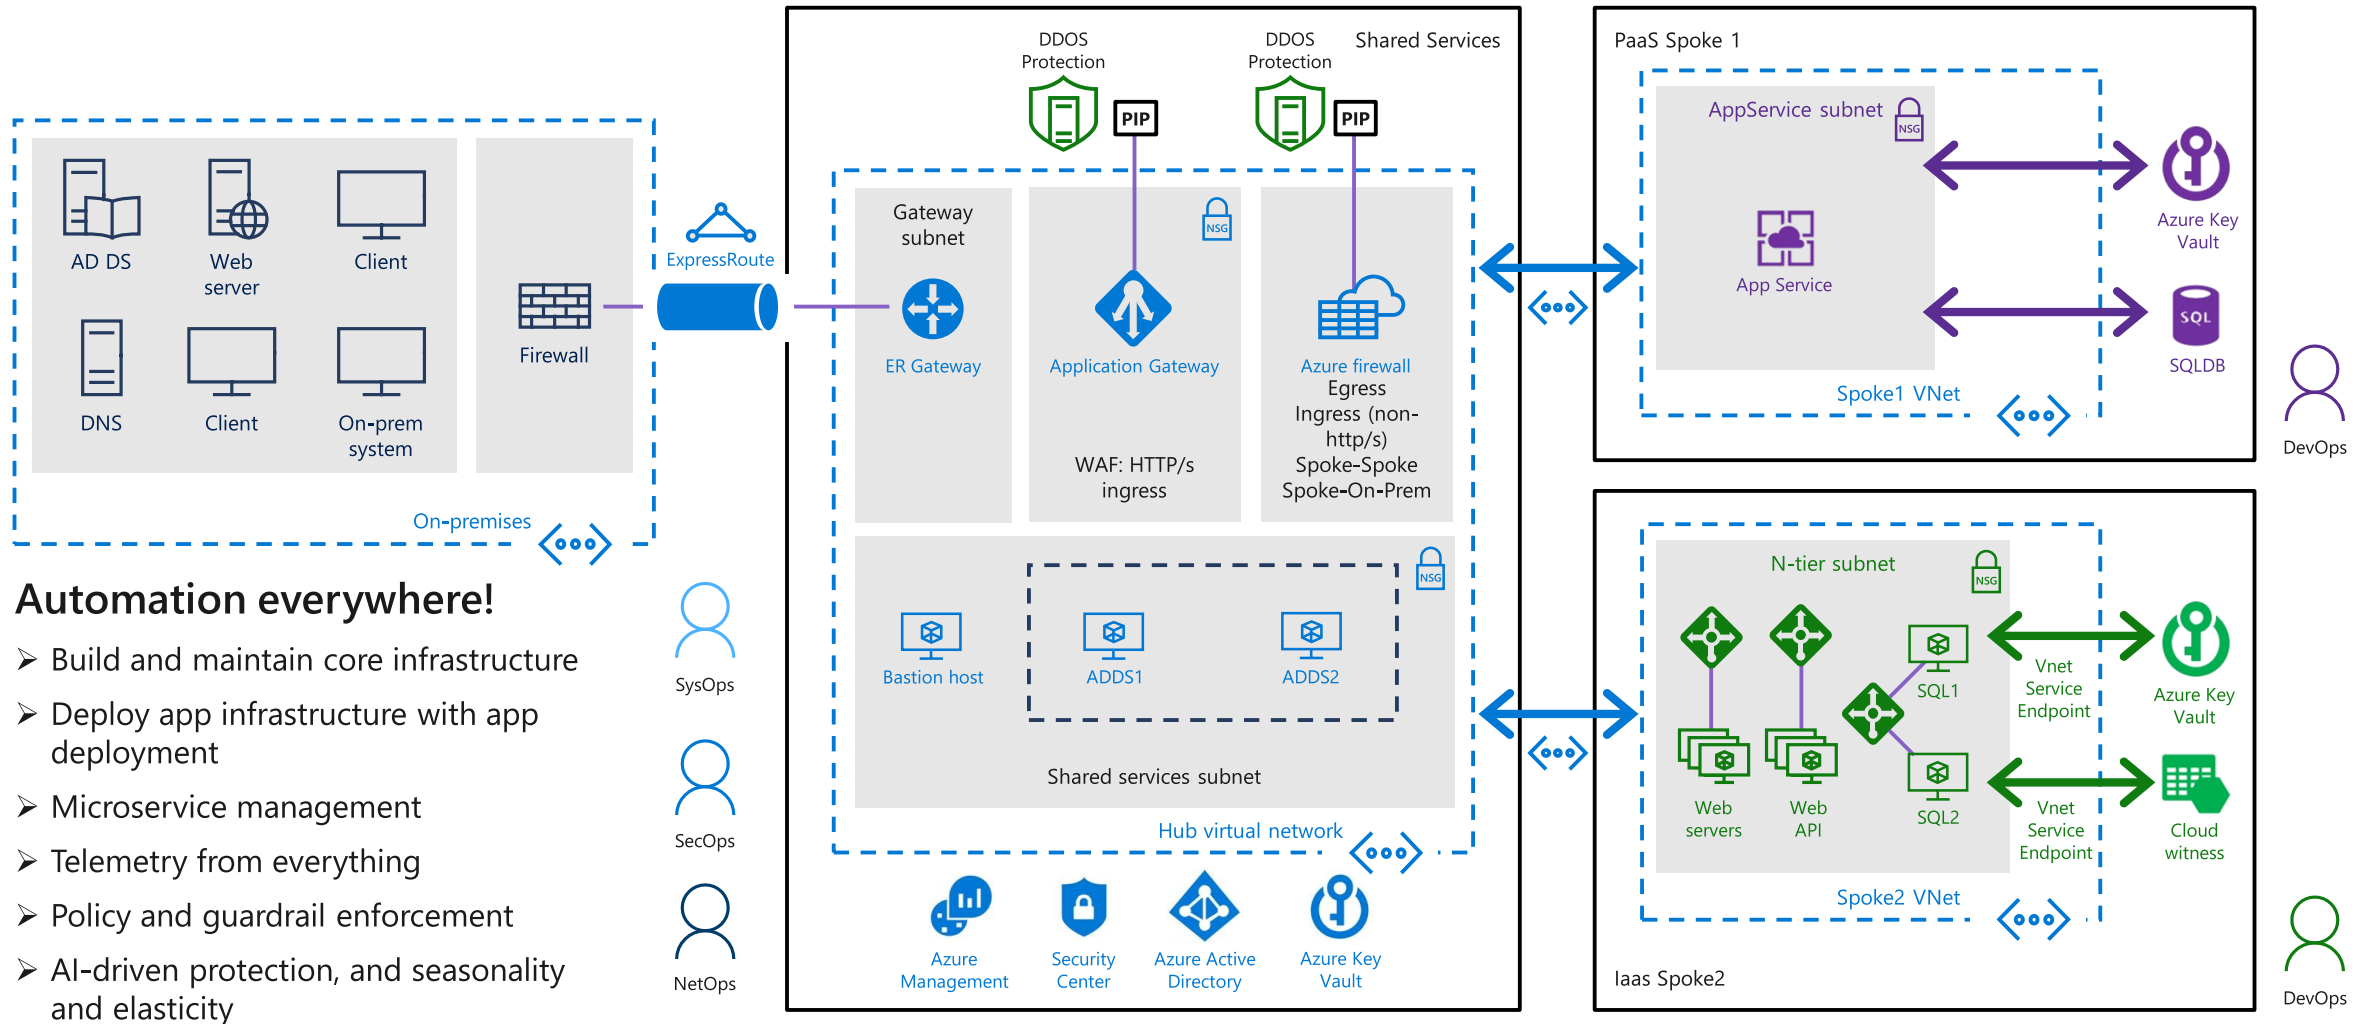 AD DS
Web
server
Client
DNS
Client
On-prem
system
Firewall
On-premises
ExpressRoute
Automation everywhere!
Build and maintain core infrastructure
Deploy app infrastructure with app
deployment
Microservice management
Telemetry from everything
Policy and guardrail enforcement
AI-driven protection, and seasonality
and elasticity
SysOps
SecOps
NetOps
Shared Services
DDOS
Protection
PIP
DDOS
Protection
PIP
Gateway
subnet
ER Gateway
NSG
Application Gateway
WAF: HTTP/s
ingress
Azure firewall
Egress
Ingress (non-
http/s)
Spoke-Spoke
Spoke-On-Prem
NSG
Bastion host
ADDS1
ADDS2
Shared services subnet
Hub virtual network
Azure
Management
Security
Center
Azure Active
Directory
Azure Key
Vault
PaaS Spoke 1
AppService subnet
NSG
App Service
Spoke1 VNet
Azure Key
Vault
SQL
SQLDB
DevOps
N-tier subnet
NSG
Web
servers
Web
API
SQL1
SQL2
Vnet
Service
Endpoint
Vnet
Service
Endpoint
Azure Key
Vault
Cloud
witness
Spoke2 VNet
Iaas Spoke2
DevOps